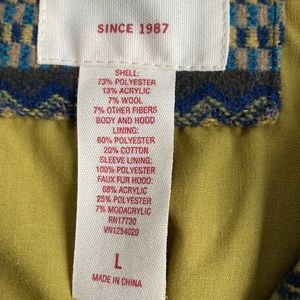 SINCE 1987
SHELL:
73% POLYESTER
13% ACRYLIC
7% WOOL
7% OTHER FIBERS
BODY AND HOOD
LINING:
80% POLYESTER
20% COTTON
SLEEVE LINING:
100% POLYESTER
FAUX FUR HOOD:
68% ACRYLIC
25% POLYESTER
7% MODACRYLIC
RN17730
VN1254020
L
MADE IN CHINA